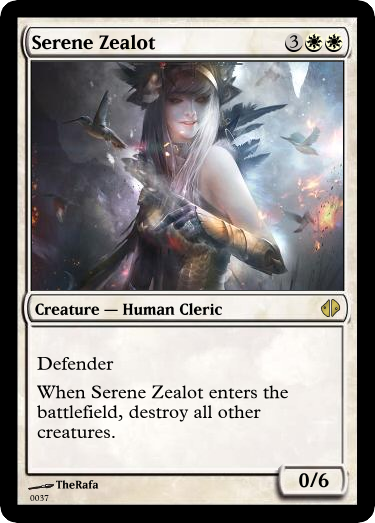 Serene Zealot 3
Creature — Human Cleric
Defender
When Serene Zealot enters the
battlefield, destroy all other
creatures.
TheRafa
0/6
0037